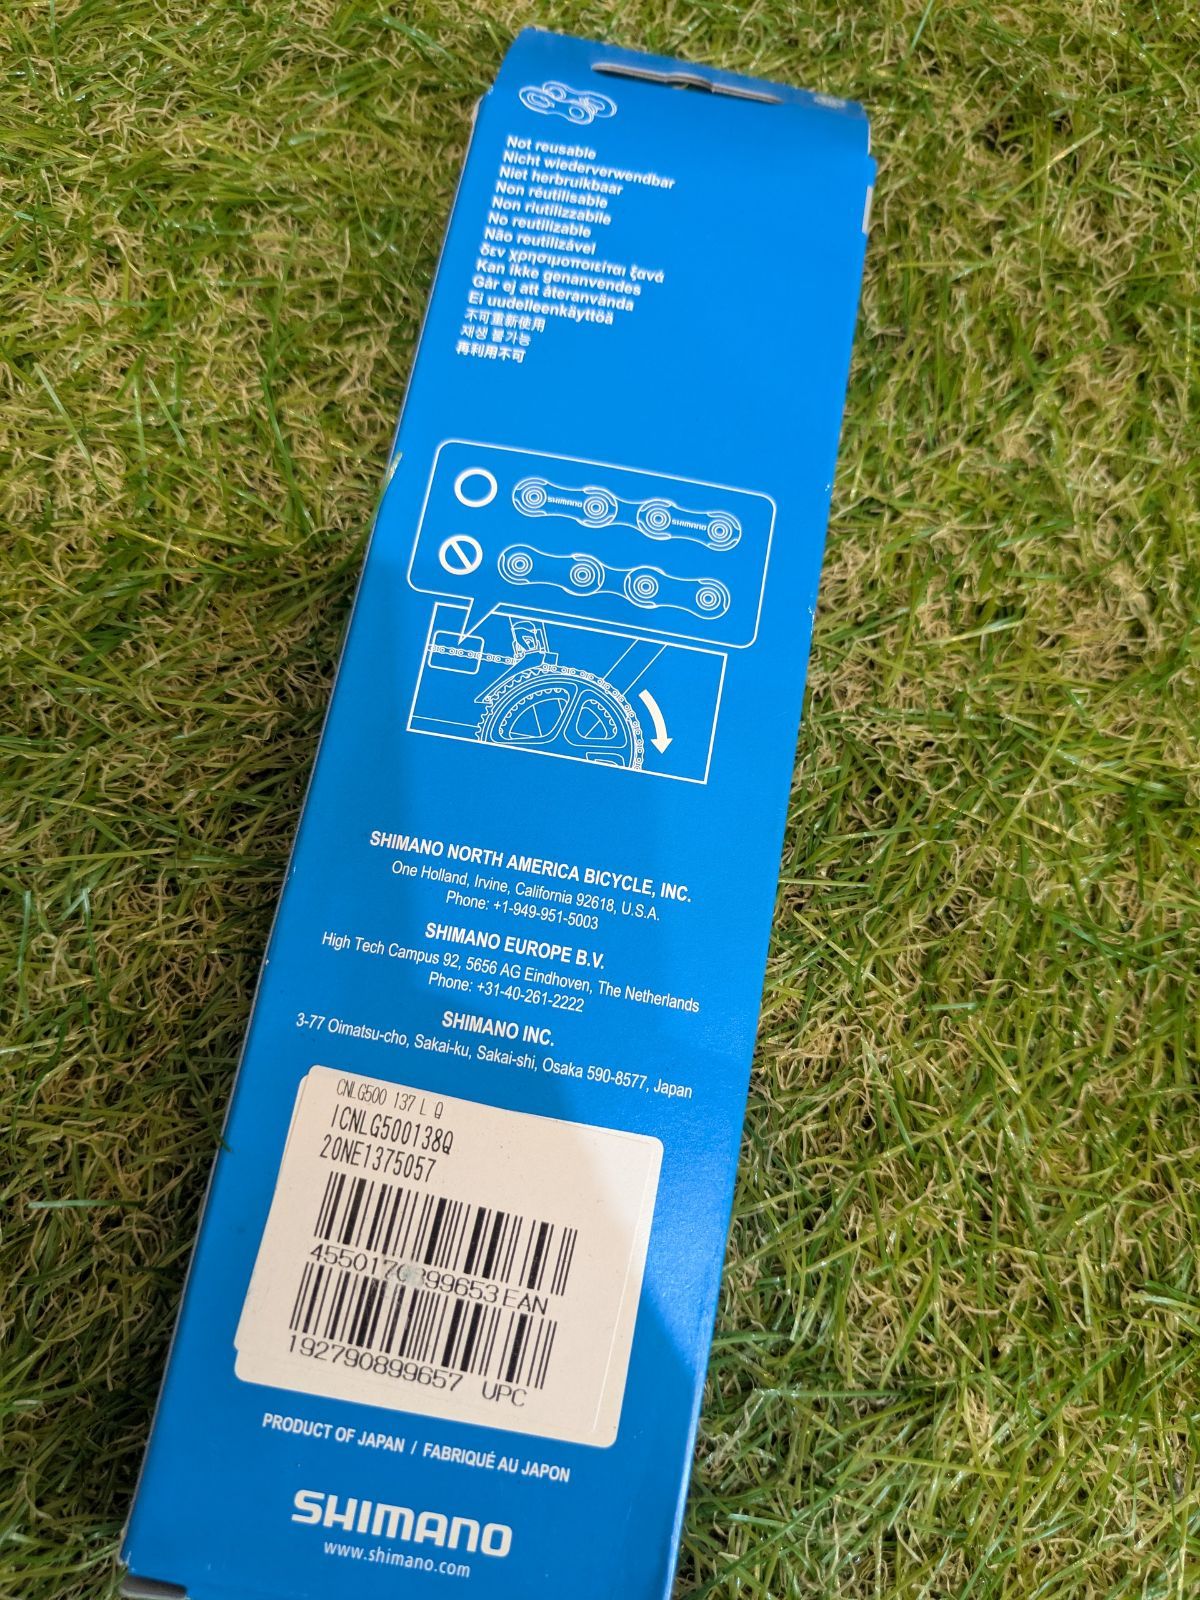 Not reusable
Nicht wiederverwendbar
Niet herbruikbaar
Non réutilisable
Non riutilizzabile
No reutilizable
Não reutilizável
δεν χρησιμοποιείται ξανά
Kan ikke genanvendes
Går ej att återanvända
Ei uudelleenkäyttöä
不可重新使用
재생 불가능
再利用不可
SHIMANO SHIMANO
SHIMANO NORTH AMERICA BICYCLE, INC.
One Holland, Irvine, California 92618, U.S.A.
Phone: +1-949-951-5003
SHIMANO EUROPE B.V.
High Tech Campus 92, 5656 AG Eindhoven, The Netherlands
Phone: +31-40-261-2222
SHIMANO INC.
3-77 Oimatsu-cho, Sakai-ku, Sakai-shi, Osaka 590-8577, Japan
CNLG500 137 L Q
ICNLG500138Q
20NE1375057
EAN
192790899657 UPC
PRODUCT OF JAPAN / FABRIQUÉ AU JAPON
SHIMANO
www.shimano.com